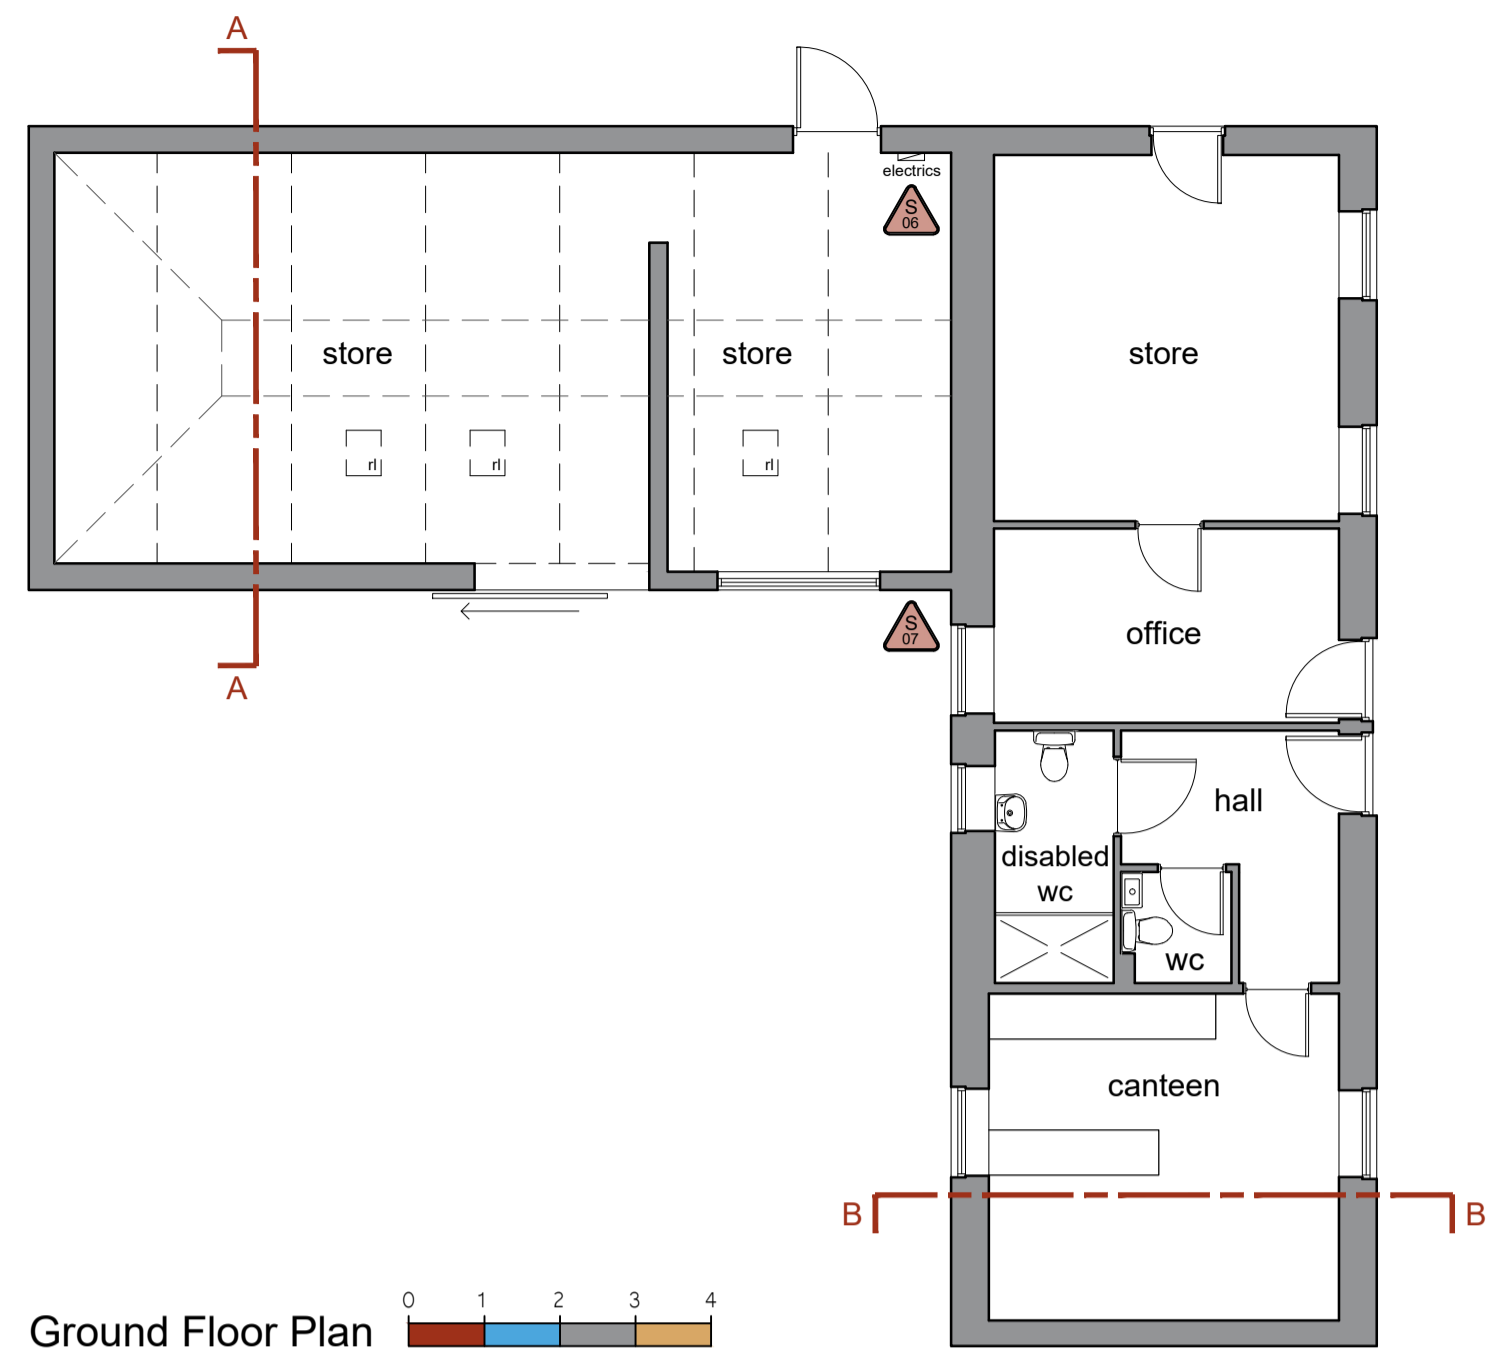 A
electrics
S
06
store
store
store
rl
rl
rl
S
07
office
A
hall
disabled
wc
wc
canteen
B
B
0 1 2 3 4
Ground Floor Plan